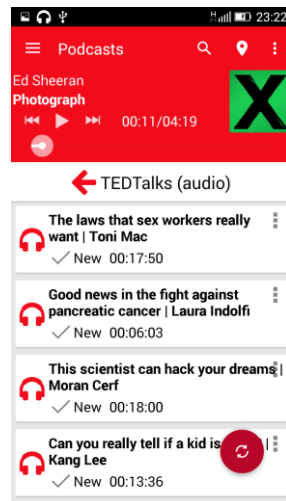 H 23:22
Podcasts
Ed Sheeran
Photograph
00:11/04:19
X
TEDTalks (audio)
The laws that sex workers really
want | Toni Mac
New 00:17:50
Good news in the fight against
pancreatic cancer | Laura Indolfi
New 00:06:03
This scientist can hack your dreams |
Moran Cerf
New 00:18:00
Can you really tell if a kid is |
Kang Lee
New 00:13:36